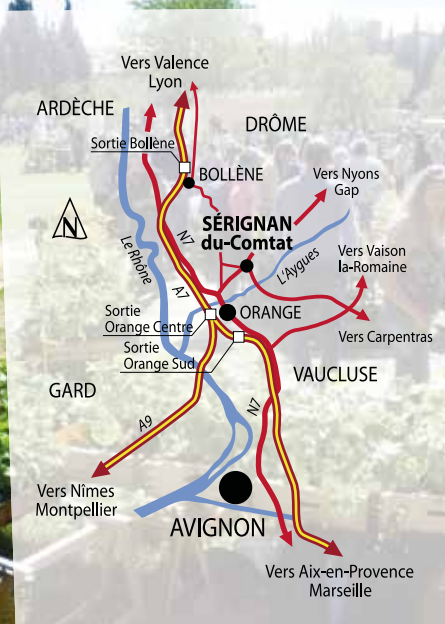 Vers Valence
Lyon
ARDÈCHE
DRÔME
Sortie Bollène
BOLLÈNE
Vers Nyons
Gap
N
SÉRIGNAN
du-Comtat
N7
Le Rhône
L'Aygues
Vers Vaison
la-Romaine
A7
Sortie
Orange Centre
ORANGE
Vers Carpentras
Sortie
Orange Sud
VAUCLUSE
GARD
N7
A9
Vers Nîmes
Montpellier
AVIGNON
Vers Aix-en-Provence
Marseille